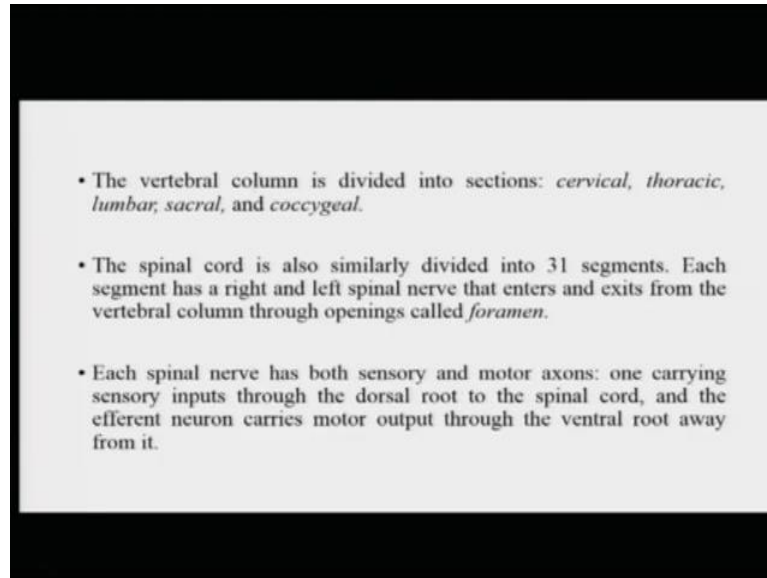 • The vertebral column is divided into sections: cervical, thoracic,
lumbar, sacral, and coccygeal.
• The spinal cord is also similarly divided into 31 segments. Each
segment has a right and left spinal nerve that enters and exits from the
vertebral column through openings called foramen.
• Each spinal nerve has both sensory and motor axons: one carrying
sensory inputs through the dorsal root to the spinal cord, and the
efferent neuron carries motor output through the ventral root away
from it.